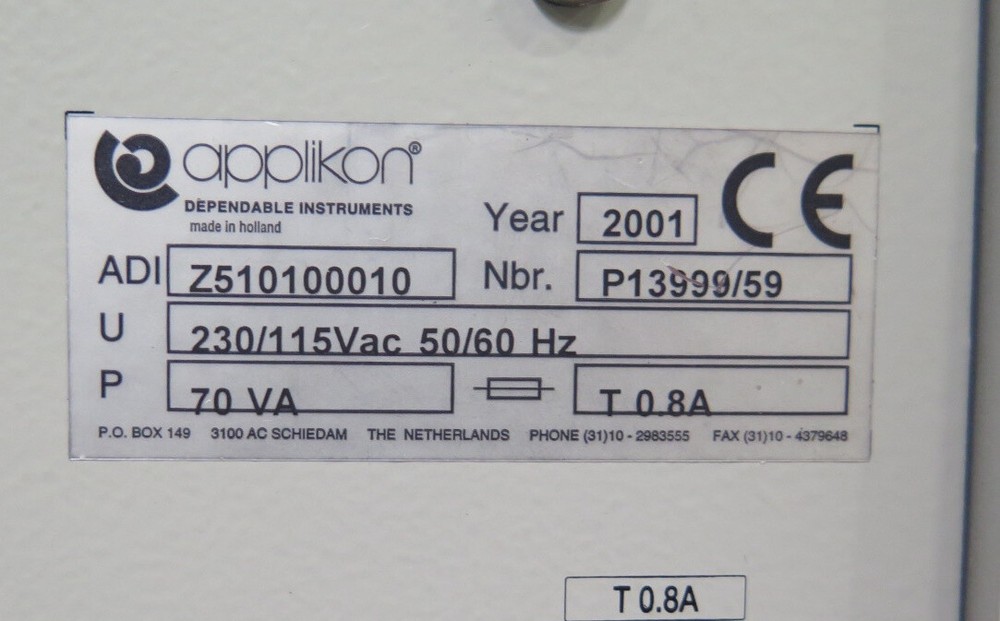 applikon®
DEPENDABLE INSTRUMENTS
made in holland
Year 2001 CE
ADI Z510100010 Nbr. P13999/59
U 230/115Vac 50/60 Hz
P 70 VA T 0.8A
P.O. BOX 149 3100 AC SCHIEDAM THE NETHERLANDS PHONE (31)10 - 2983555 FAX (31)10 - 4379648
T 0.8A